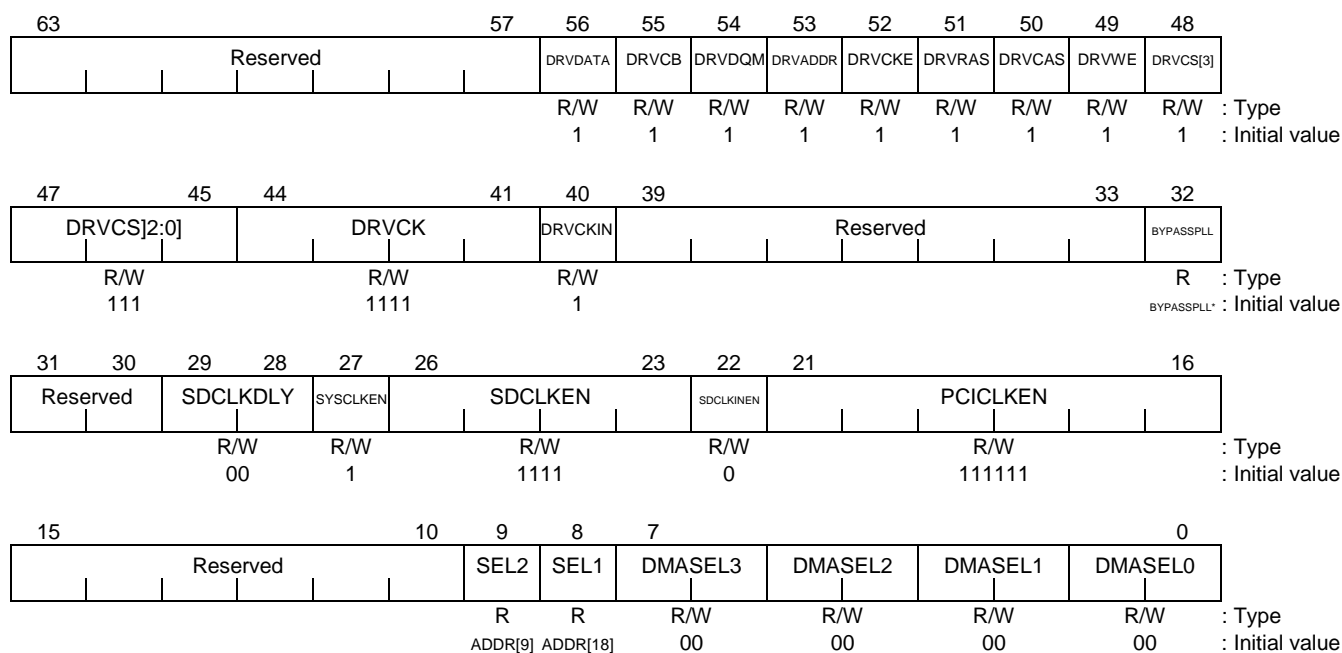 63 57 56 55 54 53 52 51 50 49 48
Reserved DRVDATA DRVCB DRVDQM DRVADDR DRVCKE DRVRAS DRVCAS DRVWE DRVCS[3]
R/W R/W R/W R/W R/W R/W R/W R/W R/W : Type
1 1 1 1 1 1 1 1 1 : Initial value
47 45 44 41 40 39 33 32
DRVCS]2:0] DRVCK DRVCKIN Reserved BYPASSPLL
R/W R/W R/W R : Type
111 1111 1 BYPASSPLL* : Initial value
31 30 29 28 27 26 23 22 21 16
Reserved SDCLKDLY SYSCLKEN SDCLKEN SDCLKINEN PCICLKEN
R/W R/W R/W R/W R/W : Type
00 1 1111 0 111111 : Initial value
15 10 9 8 7 0
Reserved SEL2 SEL1 DMASEL3 DMASEL2 DMASEL1 DMASEL0
R R R/W R/W R/W R/W : Type
ADDR[9] ADDR[18] 00 00 00 00 : Initial value